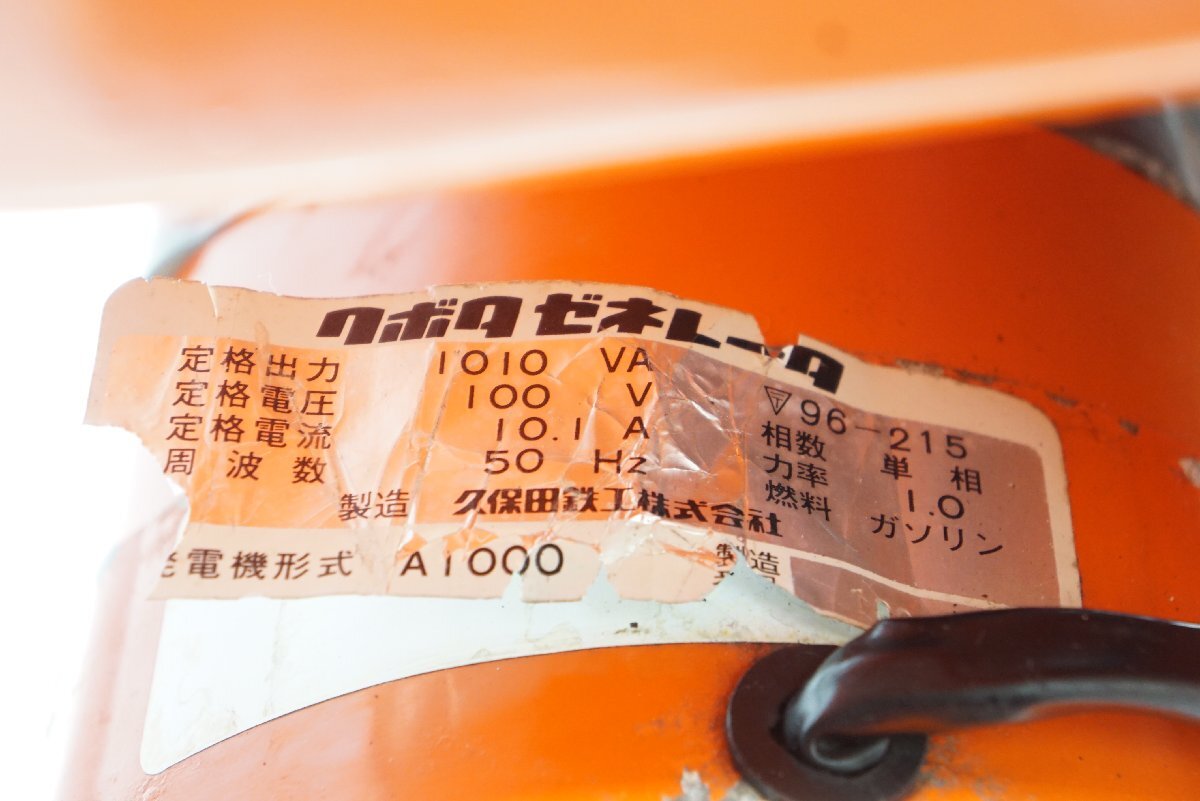 クボタ ゼネレータ
定格出力 1010 VA
定格電圧 100 V
定格電流 10.1 A
周波数 50 Hz
〒96-215
相数 単相
力率 1.0
燃料 ガソリン
製造 久保田鉄工株式会社
電機形式 A1000
製造